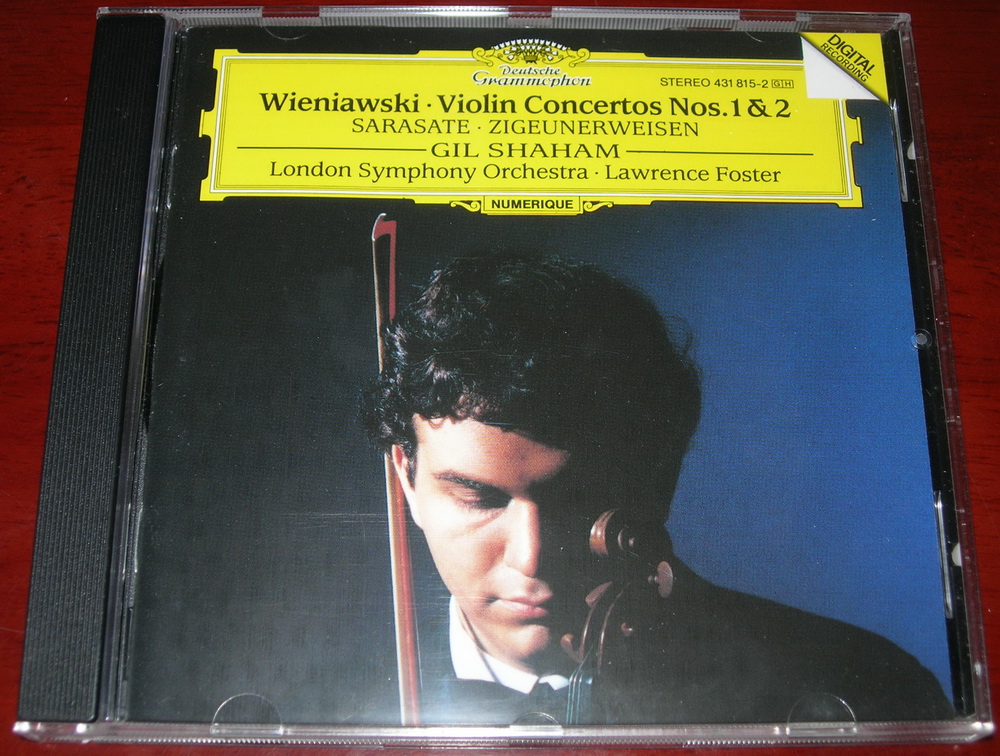 DIGITAL
RECORDING
Deutsche
Grammophon
STEREO 431 815-2 GH
Wieniawski · Violin Concertos Nos. 1 & 2
SARASATE · ZIGEUNERWEISEN
GIL SHAHAM
London Symphony Orchestra · Lawrence Foster
NUMERIQUE